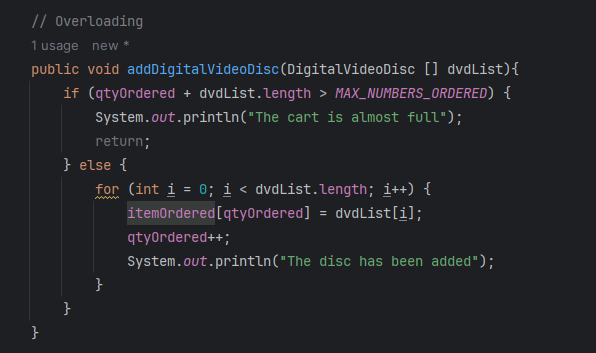 // Overloading
1 usage   new *
public void addDigitalVideoDisc(DigitalVideoDisc [] dvdList){
    if (qtyOrdered + dvdList.length > MAX_NUMBERS_ORDERED) {
        System.out.println("The cart is almost full");
        return;
    } else {
        for (int i = 0; i < dvdList.length; i++) {
            itemOrdered[qtyOrdered] = dvdList[i];
            qtyOrdered++;
            System.out.println("The disc has been added");
        }
    }
}